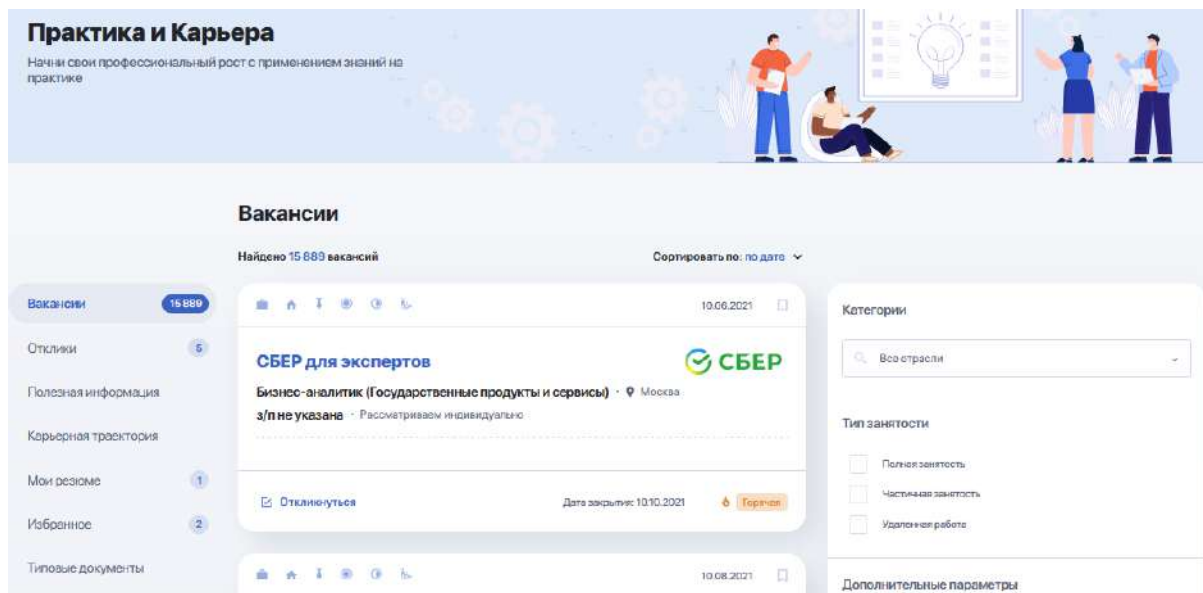 Практика и Карьера
Начни свой профессиональный рост с применением знаний на
практике
Вакансии
Найдено 15 889 вакансий
Сортировать по: по дате
Вакансии 15 889
Отклики 5
Полезная информация
Карьерная траектория
Мои резюме 1
Избранное 2
Типовые документы
10.06.2021
СБЕР для экспертов
СБЕР
Бизнес-аналитик (Государственные продукты и сервисы) · Москва
з/п не указана · Рассматриваем индивидуально
Откликнуться
Дата закрытия: 10.10.2021
Горячая
10.08.2021
Категории
Все отрасли
Тип занятости
Полная занятость
Частичная занятость
Удаленная работа
Дополнительные параметры